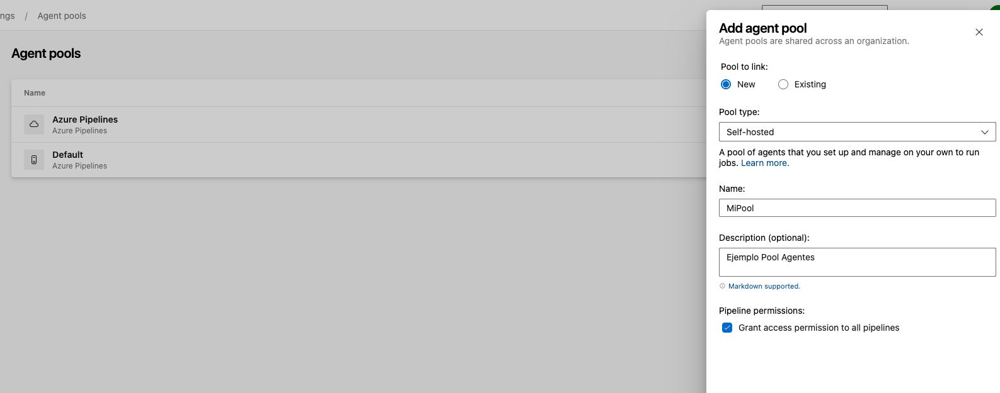 ngs / Agent pools
Agent pools
Name
Azure Pipelines
Azure Pipelines
Default
Azure Pipelines
Add agent pool
Agent pools are shared across an organization.
Pool to link:
New
Existing
Pool type:
Self-hosted
A pool of agents that you set up and manage on your own to run
jobs. Learn more.
Name:
MiPool
Description (optional):
Ejemplo Pool Agentes
Markdown supported.
Pipeline permissions:
Grant access permission to all pipelines